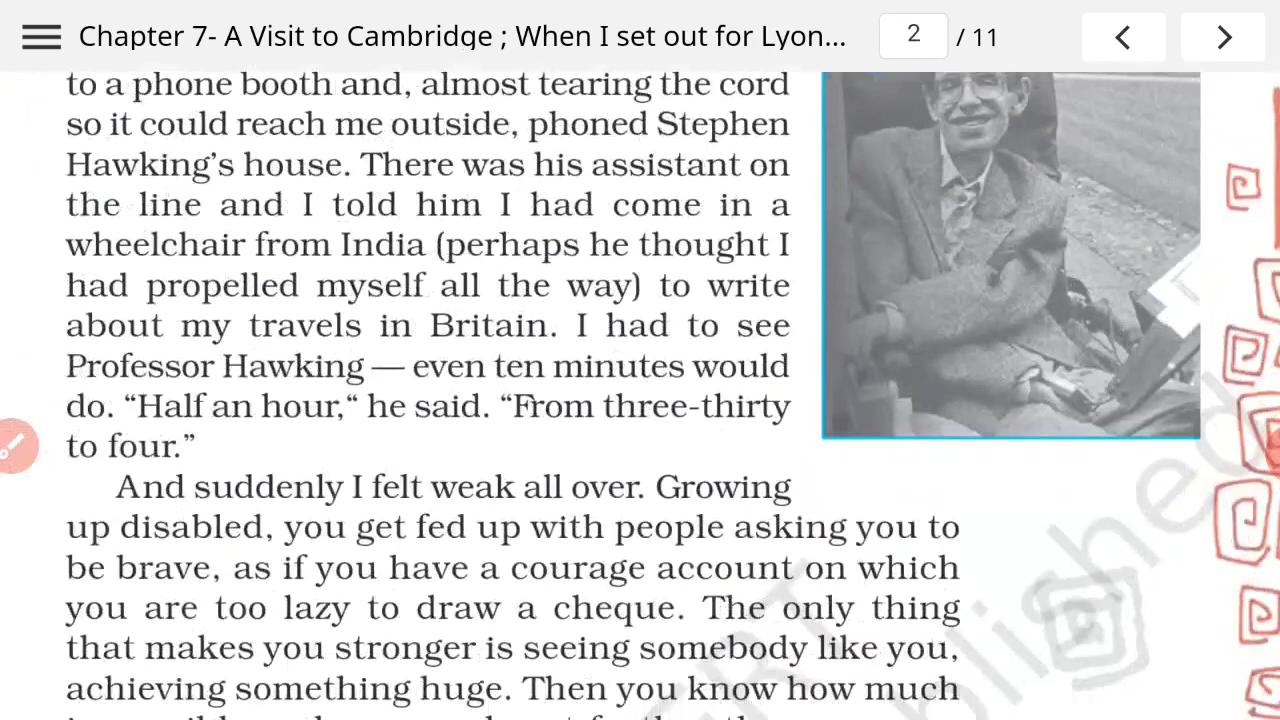 Chapter 7- A Visit to Cambridge ; When I set out for Lyon...
2
/ 11
to a phone booth and, almost tearing the cord
so it could reach me outside, phoned Stephen
Hawking’s house. There was his assistant on
the line and I told him I had come in a
wheelchair from India (perhaps he thought I
had propelled myself all the way) to write
about my travels in Britain. I had to see
Professor Hawking — even ten minutes would
do. “Half an hour,“ he said. “From three-thirty
to four.”
And suddenly I felt weak all over. Growing
up disabled, you get fed up with people asking you to
be brave, as if you have a courage account on which
you are too lazy to draw a cheque. The only thing
that makes you stronger is seeing somebody like you,
achieving something huge. Then you know how much